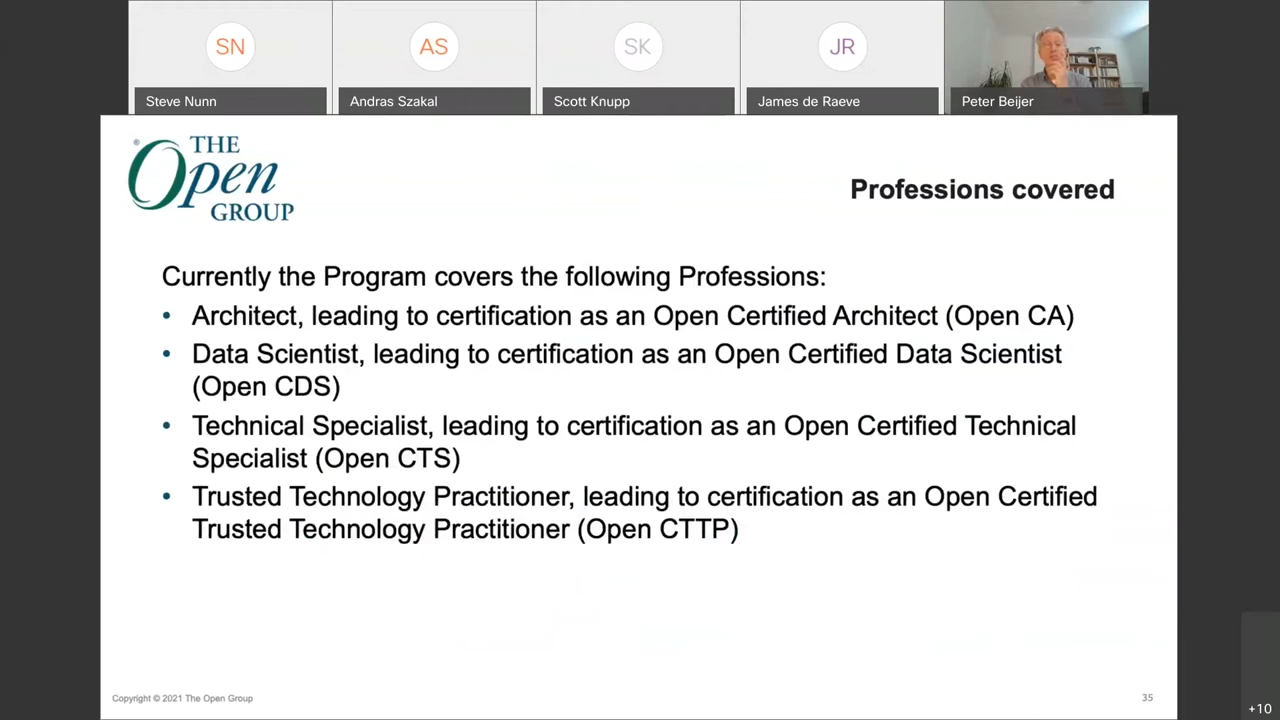 SN
AS
SK
JR
Steve Nunn
Andras Szakal
Scott Knupp
James de Raeve
Peter Beijer
® THE
Open
GROUP
Professions covered
Currently the Program covers the following Professions:
• Architect, leading to certification as an Open Certified Architect (Open CA)
• Data Scientist, leading to certification as an Open Certified Data Scientist
(Open CDS)
• Technical Specialist, leading to certification as an Open Certified Technical
Specialist (Open CTS)
• Trusted Technology Practitioner, leading to certification as an Open Certified
Trusted Technology Practitioner (Open CTTP)
Copyright © 2021 The Open Group
35
+10